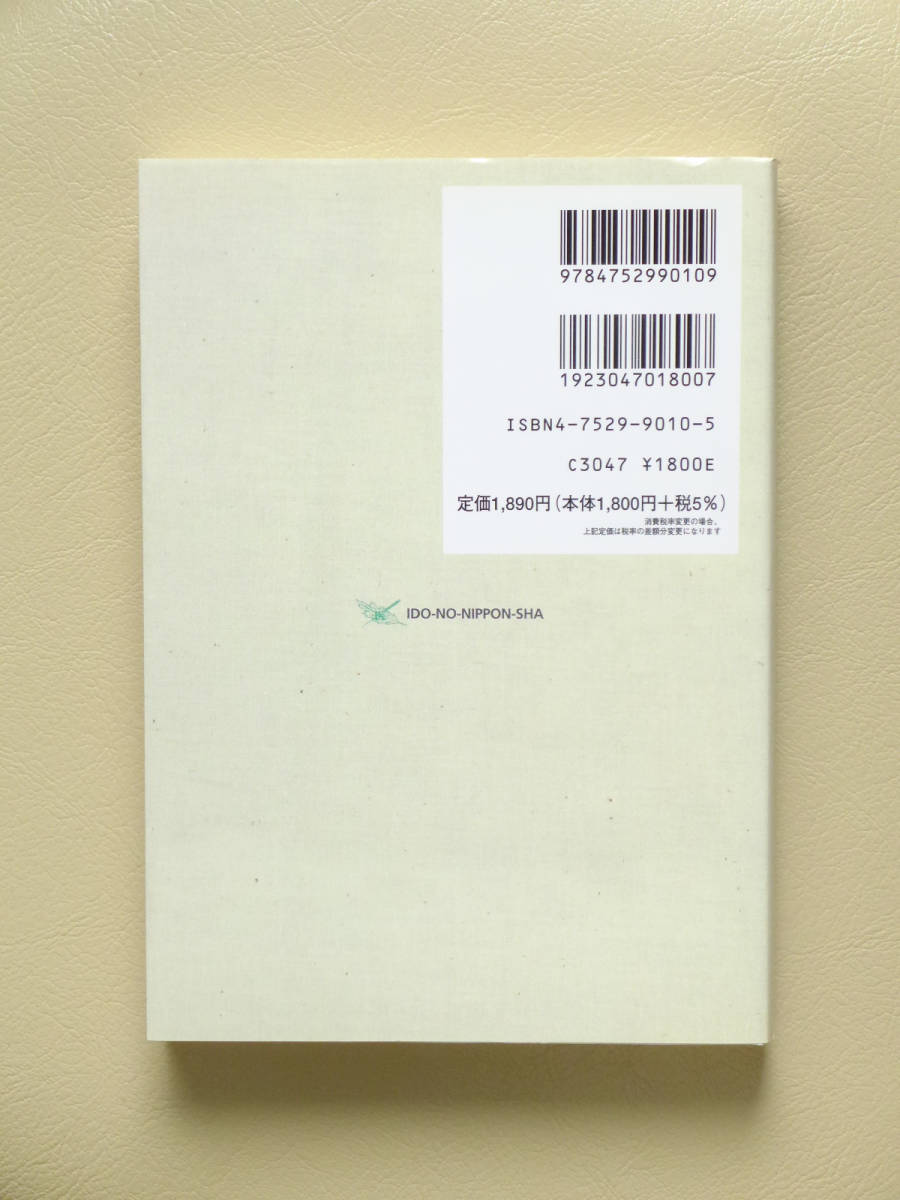 9784752990109
1923047018007
ISBN4-7529-9010-5
C3047 ¥1800E
定価1,890円(本体1,800円+税5%)
消費税率変更の場合、
上記定価は税率の差額分変更になります
IDO-NO-NIPPON-SHA